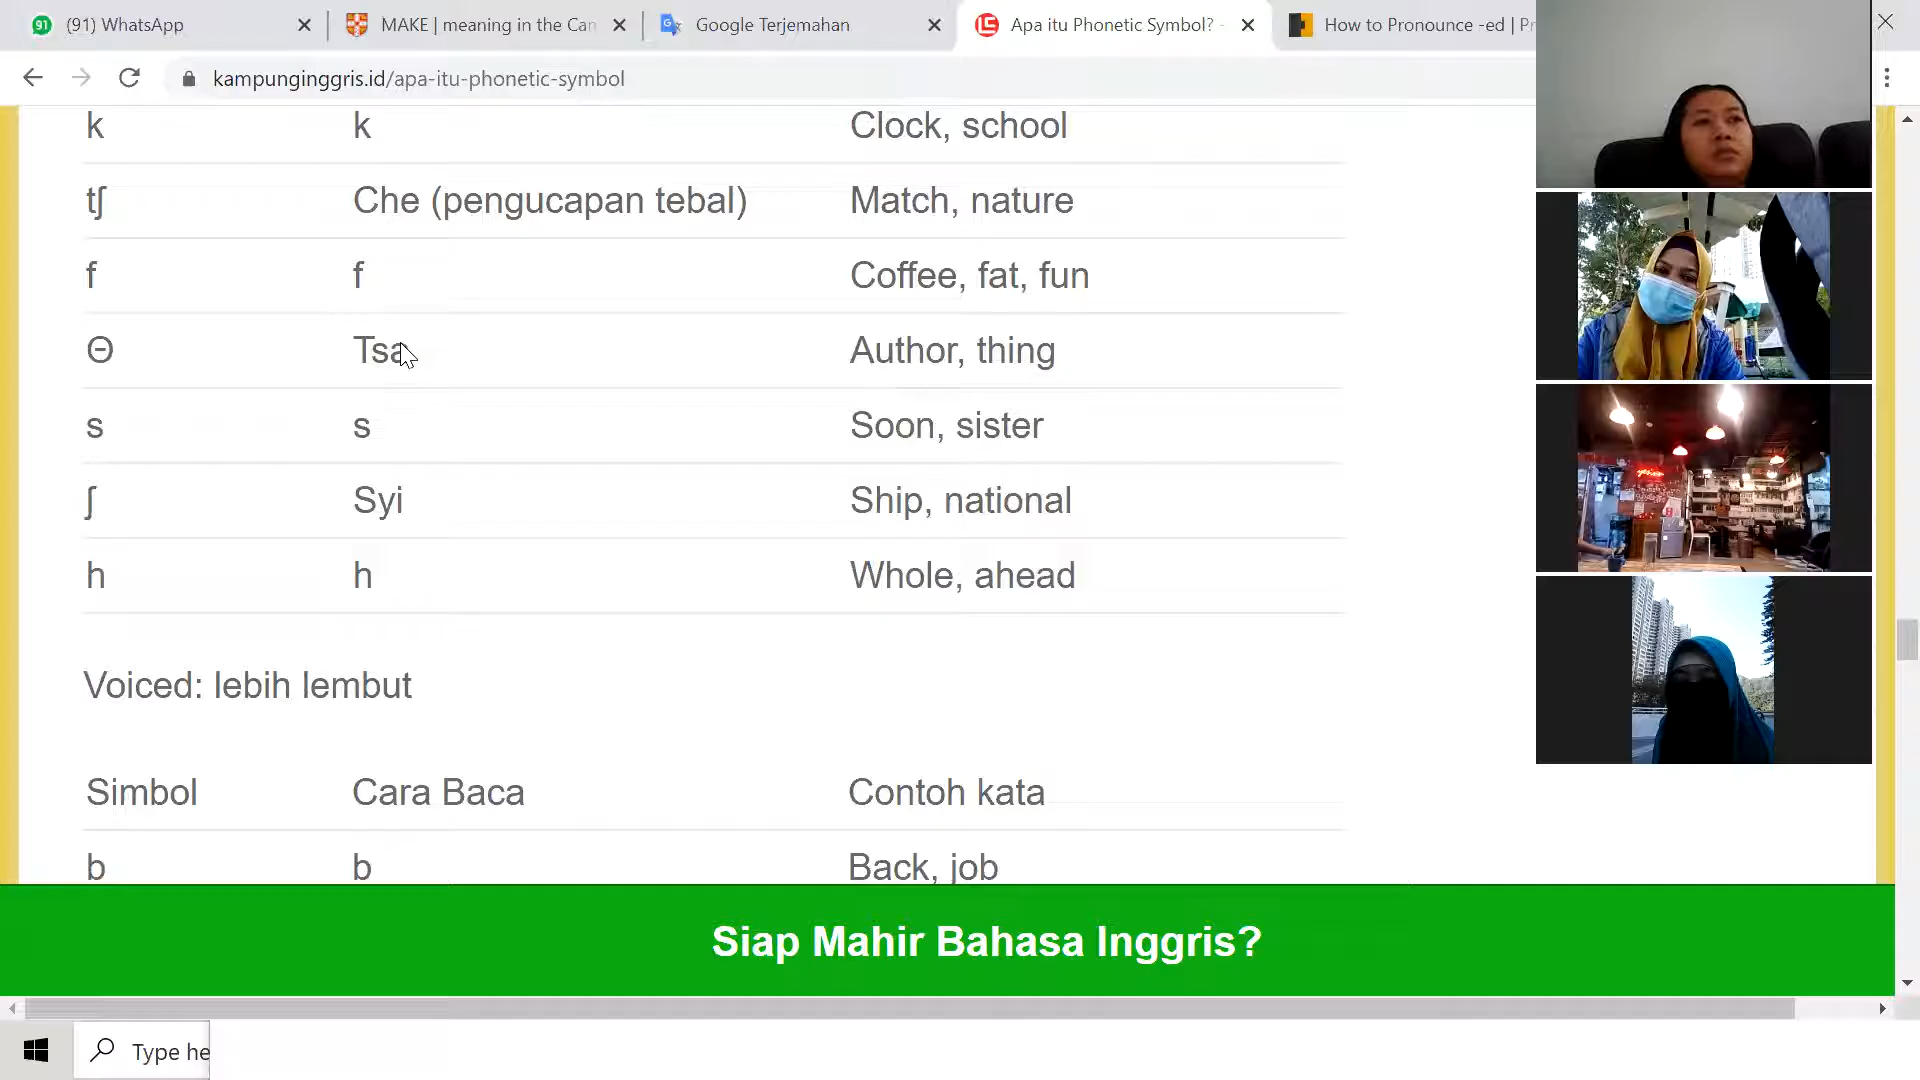 (91) WhatsApp
MAKE | meaning in the Can
Google Terjemahan
Apa itu Phonetic Symbol? -
How to Pronounce -ed | Pr
kampunginggris.id/apa-itu-phonetic-symbol
k k Clock, school
tʃ Che (pengucapan tebal) Match, nature
f f Coffee, fat, fun
Θ Tsa Author, thing
s s Soon, sister
ʃ Syi Ship, national
h h Whole, ahead
Voiced: lebih lembut
Simbol Cara Baca Contoh kata
b b Back, job
Siap Mahir Bahasa Inggris?
Type he